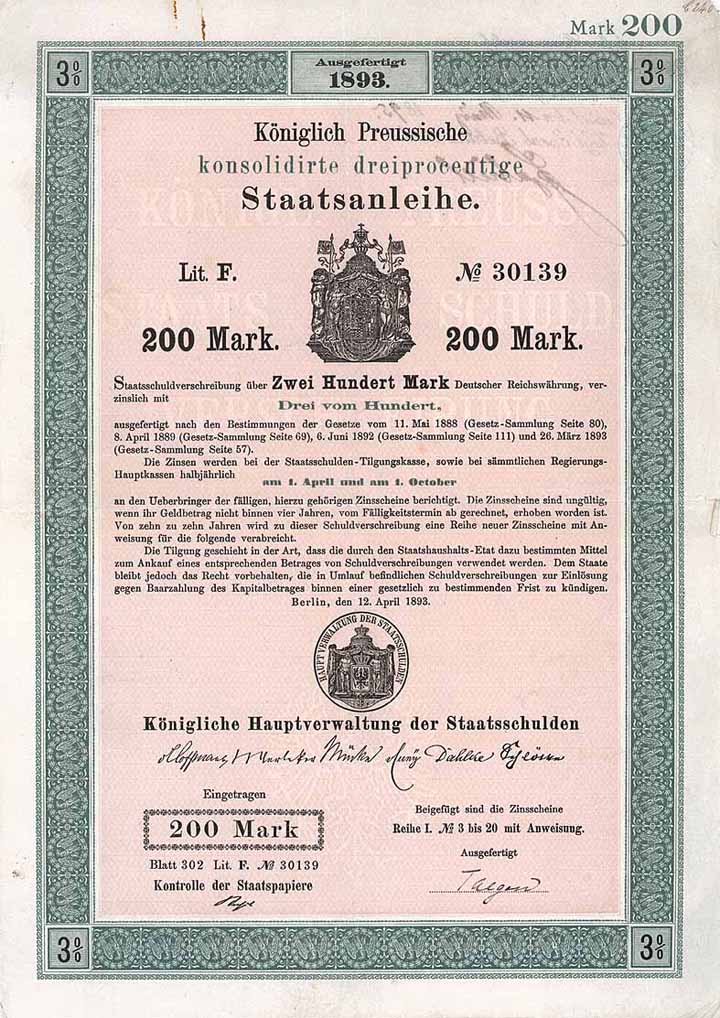 Mark 200
3%
Ausgefertigt
1893.
3%
Königlich Preussische
konsolidirte dreiprocentige
Staatsanleihe.
Lit. F.
№ 30139
200 Mark.
200 Mark.
Staatsschuldverschreibung über Zwei Hundert Mark Deutscher Reichswährung, ver-
zinslich mit
Drei vom Hundert,
ausgefertigt nach den Bestimmungen der Gesetze vom 11. Mai 1888 (Gesetz-Sammlung Seite 80),
8. April 1889 (Gesetz-Sammlung Seite 69), 6. Juni 1892 (Gesetz-Sammlung Seite 111) und 26. März 1893
(Gesetz-Sammlung Seite 57).
Die Zinsen werden bei der Staatsschulden-Tilgungskasse, sowie bei sämmtlichen Regierungs-
Hauptkassen halbjährlich
am 1. April und am 1. October
an den Ueberbringer der fälligen, hierzu gehörigen Zinsscheine berichtigt. Die Zinsscheine sind ungültig,
wenn ihr Geldbetrag nicht binnen vier Jahren, vom Fälligkeitstermin ab gerechnet, erhoben worden ist.
Von zehn zu zehn Jahren wird zu dieser Schuldverschreibung eine Reihe neuer Zinsscheine mit An-
weisung für die folgende verabreicht.
Die Tilgung geschieht in der Art, dass die durch den Staatshaushalts-Etat dazu bestimmten Mittel
zum Ankauf eines entsprechenden Betrages von Schuldverschreibungen verwendet werden. Dem Staate
bleibt jedoch das Recht vorbehalten, die in Umlauf befindlichen Schuldverschreibungen zur Einlösung
gegen Baarzahlung des Kapitalbetrages binnen einer gesetzlich zu bestimmenden Frist zu kündigen.
Berlin, den 12. April 1893.
HAUPTVERWALTUNG DER STAATSSCHULDEN
Königliche Hauptverwaltung der Staatsschulden
Mücke Dahlke
Eingetragen
200 Mark
Blatt 302 Lit. F. № 30139
Kontrolle der Staatspapiere
Beigefügt sind die Zinsscheine
Reihe I. № 3 bis 20 mit Anweisung.
Ausgefertigt
3%
3%